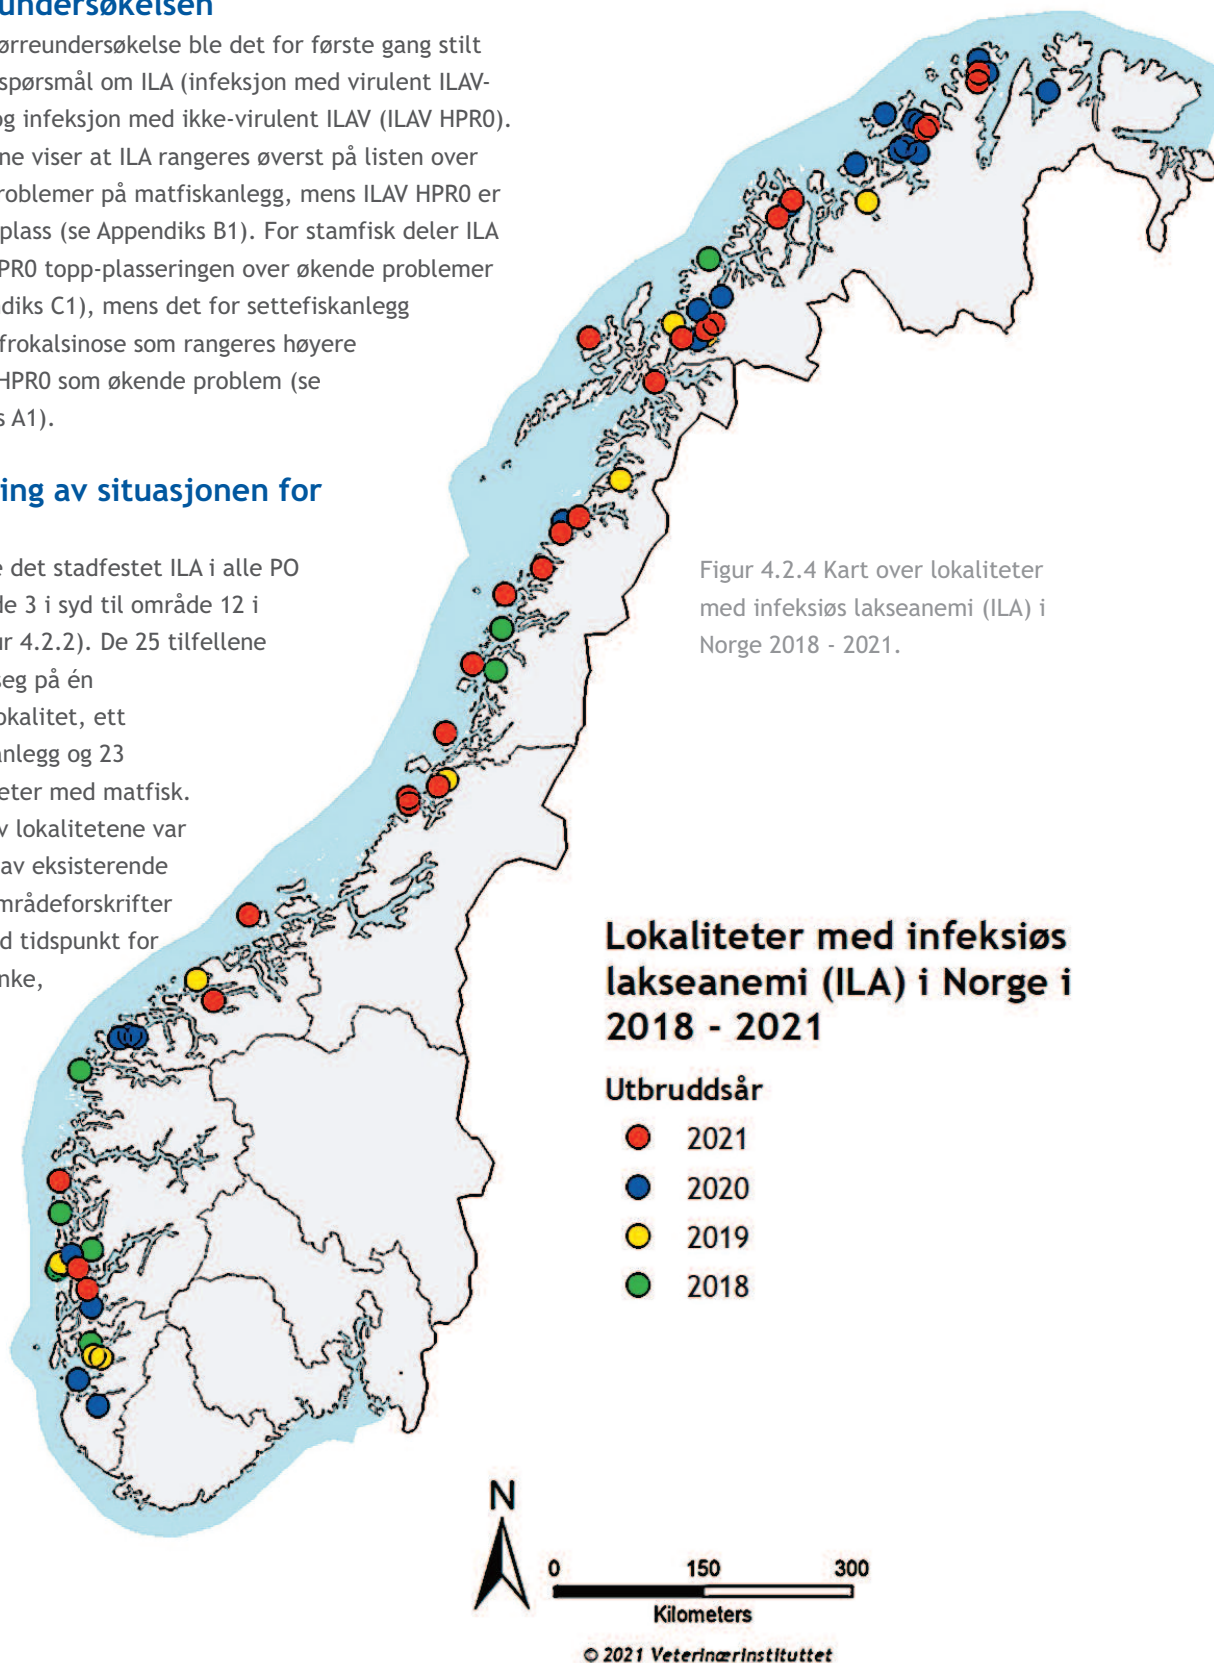 undersøkelsen
ørreundersøkelse ble det for første gang stilt
spørsmål om ILA (infeksjon med virulent ILAV-
og infeksjon med ikke-virulent ILAV (ILAV HPR0).
ne viser at ILA rangeres øverst på listen over
roblemer på matfiskanlegg, mens ILAV HPR0 er
plass (se Appendiks B1). For stamfisk deler ILA
PR0 topp-plasseringen over økende problemer
ndiks C1), mens det for settefiskanlegg
frokalsinose som rangeres høyere
HPR0 som økende problem (se
s A1).
ing av situasjonen for
e det stadfestet ILA i alle PO
de 3 i syd til område 12 i
ur 4.2.2). De 25 tilfellene
seg på én
okalitet, ett
anlegg og 23
eter med matfisk.
v lokalitetene var
av eksisterende
mrådeforskrifter
d tidspunkt for
nke,
Figur 4.2.4 Kart over lokaliteter
med infeksiøs lakseanemi (ILA) i
Norge 2018 - 2021.
Lokaliteter med infeksiøs
lakseanemi (ILA) i Norge i
2018 - 2021
Utbruddsår
2021
2020
2019
2018
N
0 150 300
Kilometers
© 2021 Veterinærinstituttet